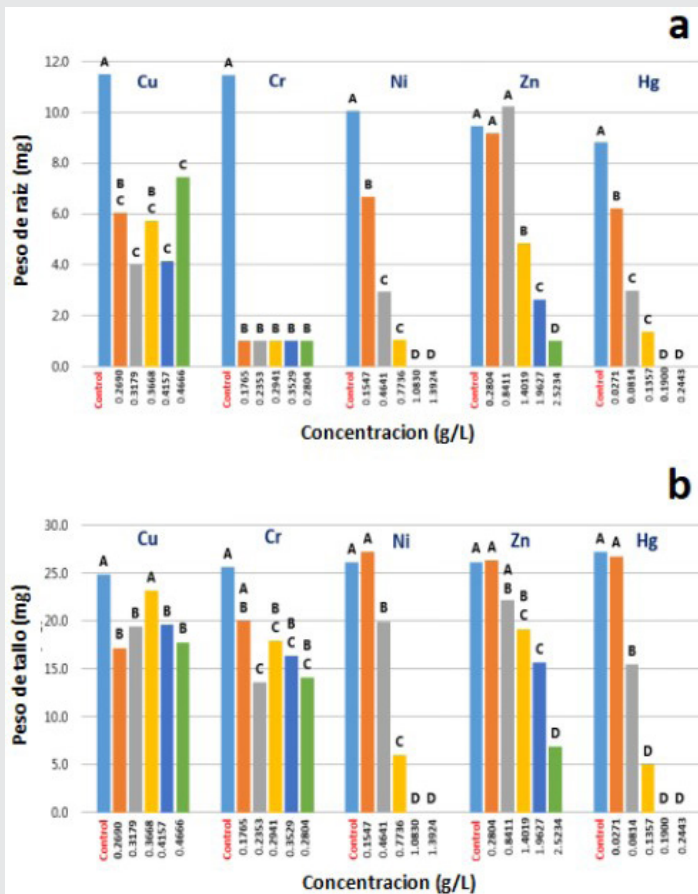 a
12.0
10.0
8.0
6.0
4.0
2.0
0.0
Peso de raiz (mg)
Cu Cr Ni Zn Hg
A B C C B C C C
A B B B B B
A B C C D D
A A A B C D
A B C C D D
Control 0.2690 0.3179 0.3668 0.4157 0.4666
Control 0.1765 0.2353 0.2941 0.3529 0.2804
Control 0.1547 0.4641 0.7736 1.0830 1.3924
Control 0.2804 0.8411 1.4019 1.9627 2.5234
Control 0.0271 0.0814 0.1357 0.1900 0.2443
Concentracion (g/L)
b
30.0
25.0
20.0
15.0
10.0
5.0
0.0
Peso de tallo (mg)
Cu Cr Ni Zn Hg
A B B A B B
A A B C B C B C B C
A A B C D D
A A A B B C C D
A A B D D D
Control 0.2690 0.3179 0.3668 0.4157 0.4666
Control 0.1765 0.2353 0.2941 0.3529 0.2804
Control 0.1547 0.4641 0.7736 1.0830 1.3924
Control 0.2804 0.8411 1.4019 1.9627 2.5234
Control 0.0271 0.0814 0.1357 0.1900 0.2443
Concentracion (g/L)